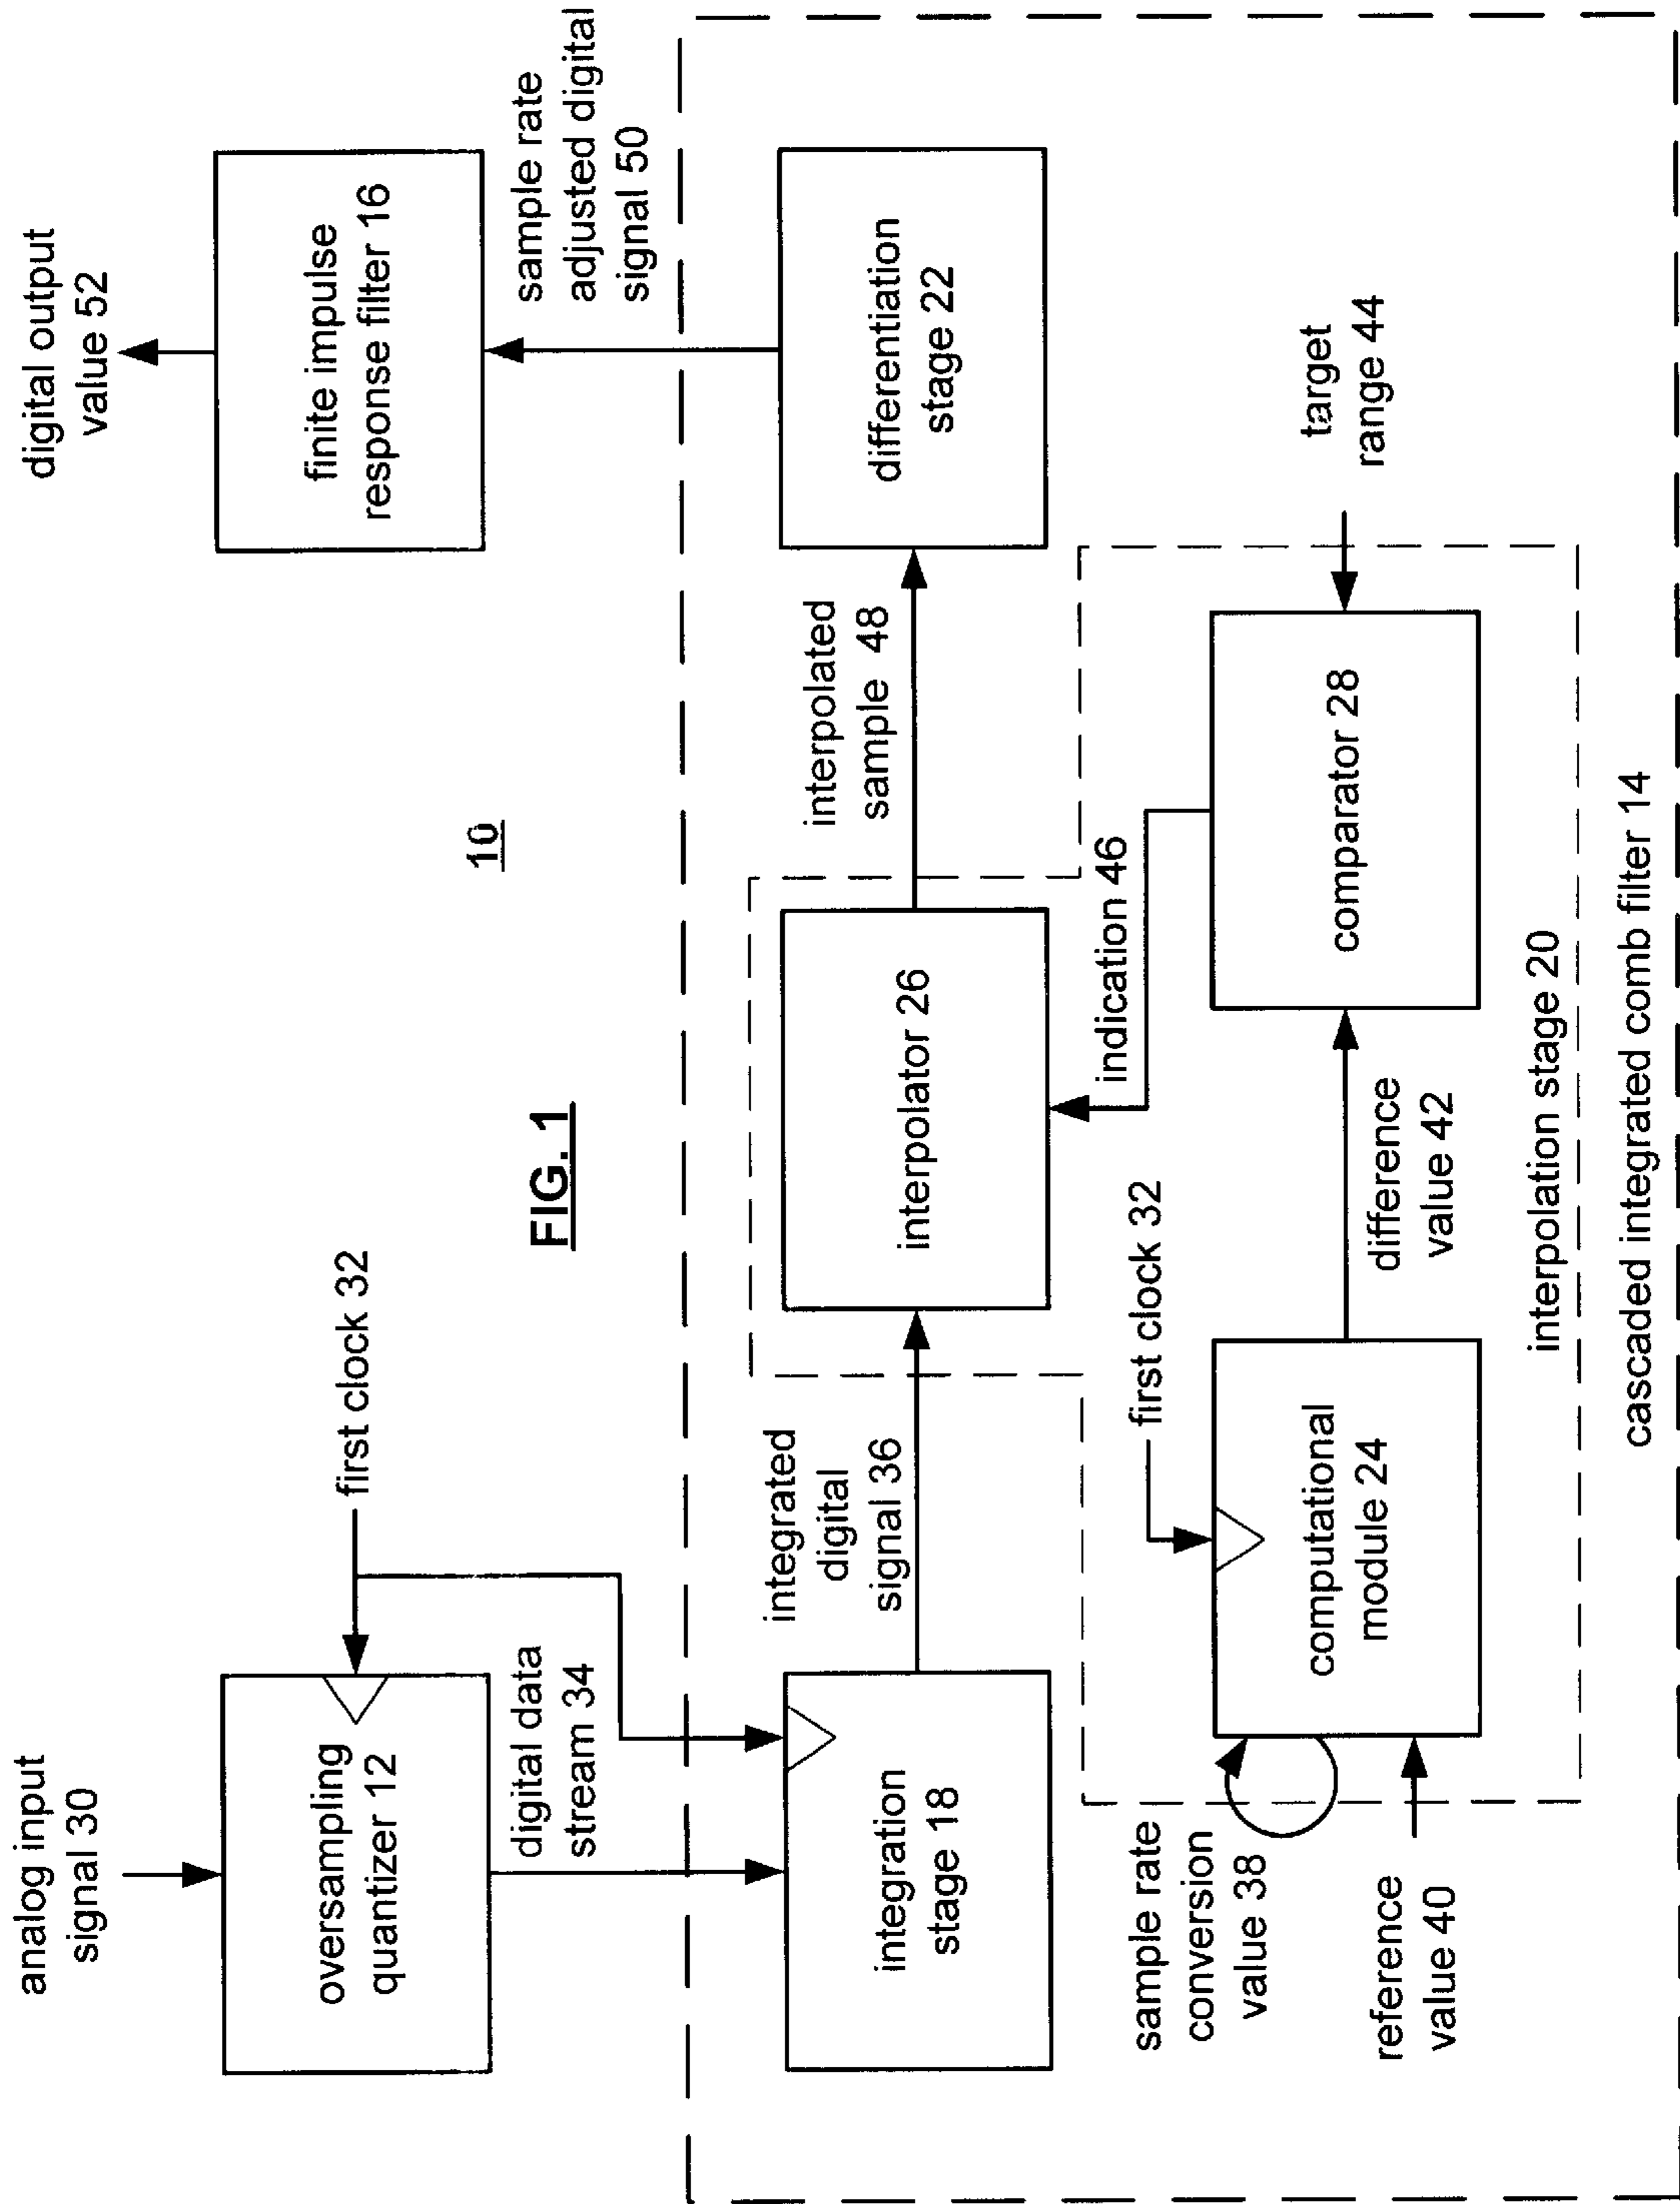 analog input
signal 30
oversampling
quantizer 12
first clock 32
digital data
stream 34
FIG. 1
10
digital output
value 52
finite impulse
response filter 16
sample rate
adjusted digital
signal 50
integration
stage 18
integrated
digital
signal 36
interpolator 26
interpolated
sample 48
differentiation
stage 22
sample rate
conversion
value 38
reference
value 40
first clock 32
computational
module 24
difference
value 42
indication 46
comparator 28
target
range 44
interpolation stage 20
cascaded integrated comb filter 14